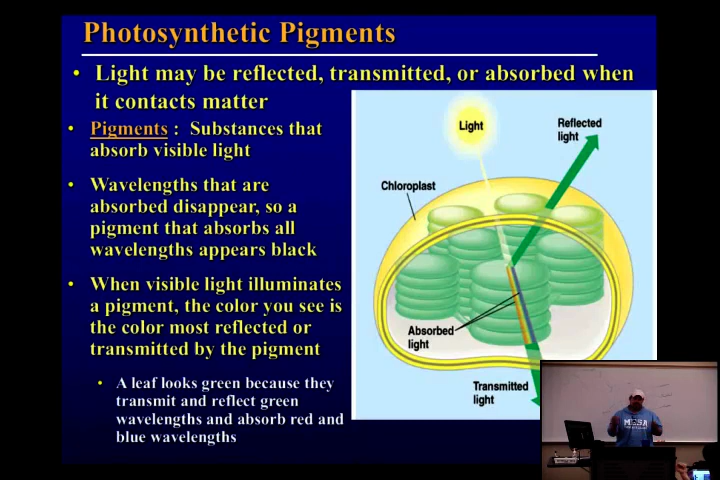 Photosynthetic Pigments
• Light may be reflected, transmitted, or absorbed when
it contacts matter
• Pigments : Substances that
absorb visible light
• Wavelengths that are
absorbed disappear, so a
pigment that absorbs all
wavelengths appears black
• When visible light illuminates
a pigment, the color you see is
the color most reflected or
transmitted by the pigment
• A leaf looks green because they
transmit and reflect green
wavelengths and absorb red and
blue wavelengths
Light
Reflected
light
Chloroplast
Absorbed
light
Transmitted
light
MESA